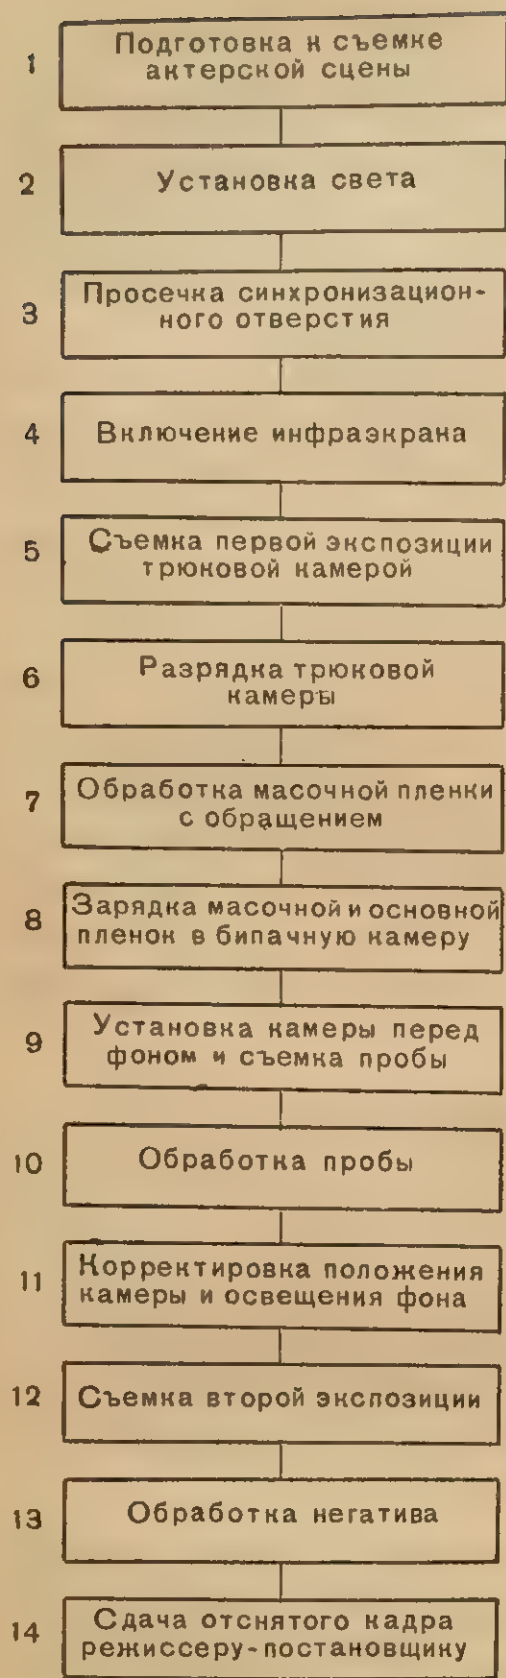 1 Подготовка к съемке
актерской сцены
2 Установка света
3 Просечка синхронизацион-
ного отверстия
4 Включение инфраэкрана
5 Съемка первой экспозиции
трюковой камерой
6 Разрядка трюковой
камеры
7 Обработка масочной пленки
с обращением
8 Зарядка масочной и основной
пленок в бипачную камеру
9 Установка камеры перед
фоном и съемка пробы
10 Обработка пробы
11 Корректировка положения
камеры и освещения фона
12 Съемка второй экспозиции
13 Обработка негатива
14 Сдача отснятого кадра
режиссеру-постановщику